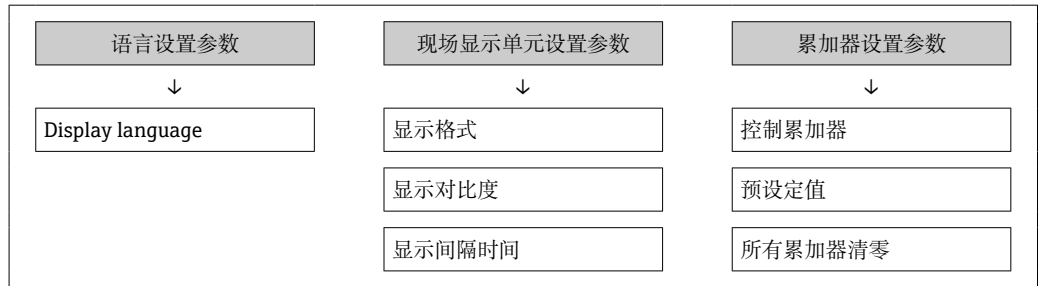 语言设置参数
现场显示单元设置参数
累加器设置参数
↓
↓
↓
Display language
显示格式
控制累加器
显示对比度
预设定值
显示间隔时间
所有累加器清零